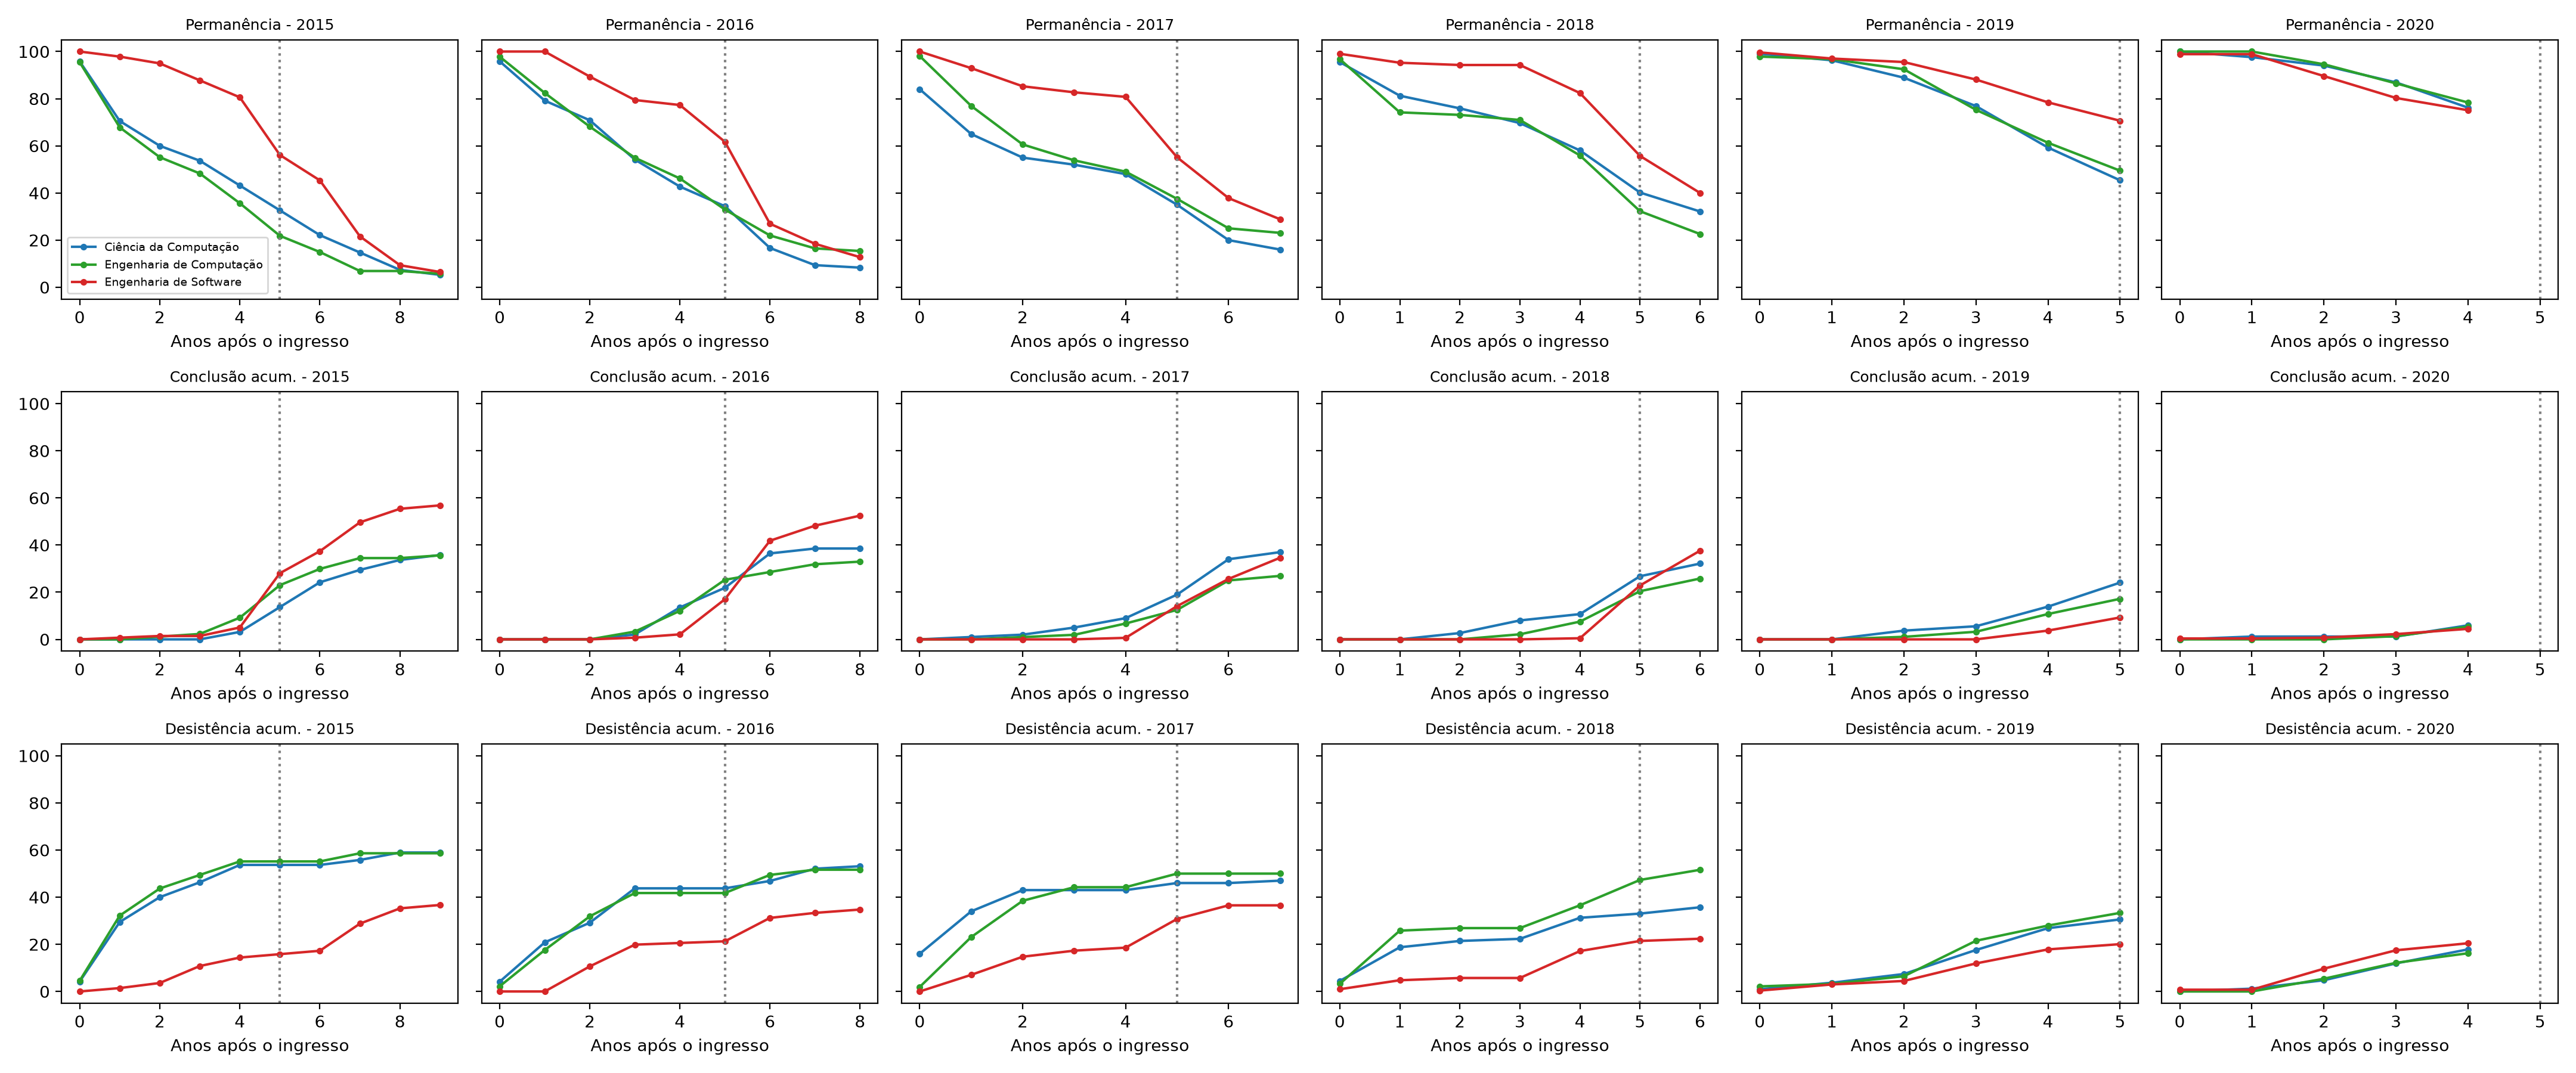 Permanência - 2015 Permanência - 2016 Permanência - 2017 Permanência - 2018 Permanência - 2019 Permanência - 2020
100
80
60
40
20
0
Ciência da Computação
Engenharia de Computação
Engenharia de Software
0 2 4 6 8 0 2 4 6 8 0 2 4 6 0 1 2 3 4 5 6 0 1 2 3 4 5 0 1 2 3 4 5
Anos após o ingresso Anos após o ingresso Anos após o ingresso Anos após o ingresso Anos após o ingresso Anos após o ingresso
Conclusão acum. - 2015 Conclusão acum. - 2016 Conclusão acum. - 2017 Conclusão acum. - 2018 Conclusão acum. - 2019 Conclusão acum. - 2020
100
80
60
40
20
0
0 2 4 6 8 0 2 4 6 8 0 2 4 6 0 1 2 3 4 5 6 0 1 2 3 4 5 0 1 2 3 4 5
Anos após o ingresso Anos após o ingresso Anos após o ingresso Anos após o ingresso Anos após o ingresso Anos após o ingresso
Desistência acum. - 2015 Desistência acum. - 2016 Desistência acum. - 2017 Desistência acum. - 2018 Desistência acum. - 2019 Desistência acum. - 2020
100
80
60
40
20
0
0 2 4 6 8 0 2 4 6 8 0 2 4 6 0 1 2 3 4 5 6 0 1 2 3 4 5 0 1 2 3 4 5
Anos após o ingresso Anos após o ingresso Anos após o ingresso Anos após o ingresso Anos após o ingresso Anos após o ingresso